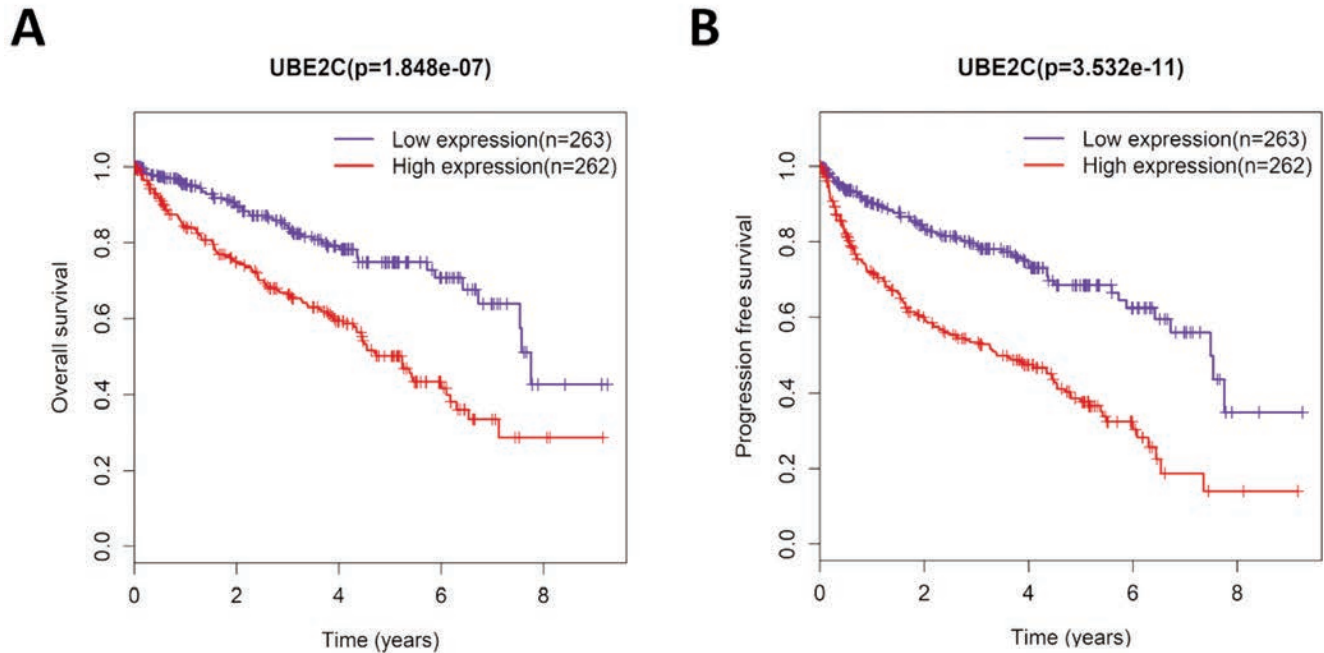 A
UBE2C(p=1.848e-07)
Low expression(n=263)
High expression(n=262)
Overall survival
1.0
0.8
0.6
0.4
0.2
0.0
0 2 4 6 8
Time (years)
B
UBE2C(p=3.532e-11)
Low expression(n=263)
High expression(n=262)
Progression free survival
1.0
0.8
0.6
0.4
0.2
0.0
0 2 4 6 8
Time (years)